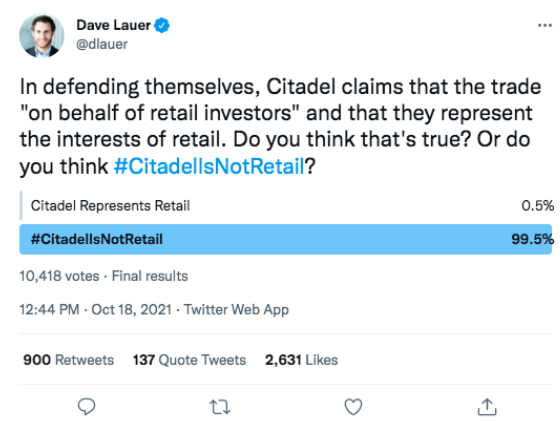 Dave Lauer
@dlauer
In defending themselves, Citadel claims that the trade
"on behalf of retail investors" and that they represent
the interests of retail. Do you think that's true? Or do
you think #CitadelIsNotRetail?
Citadel Represents Retail 0.5%
#CitadelIsNotRetail 99.5%
10,418 votes · Final results
12:44 PM · Oct 18, 2021 · Twitter Web App
900 Retweets 137 Quote Tweets 2,631 Likes